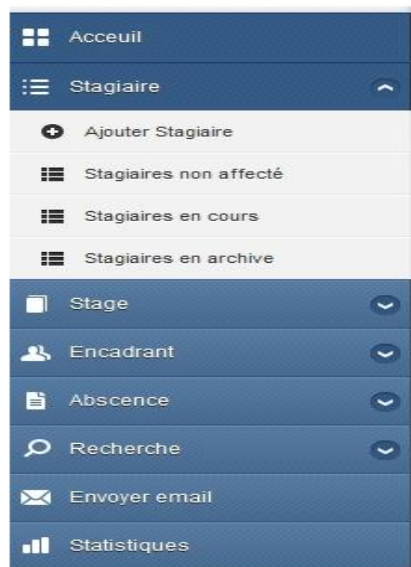 Acceuil
Stagiaire
Ajouter Stagiaire
Stagiaires non affecté
Stagiaires en cours
Stagiaires en archive
Stage
Encadrant
Abscence
Recherche
Envoyer email
Statistiques